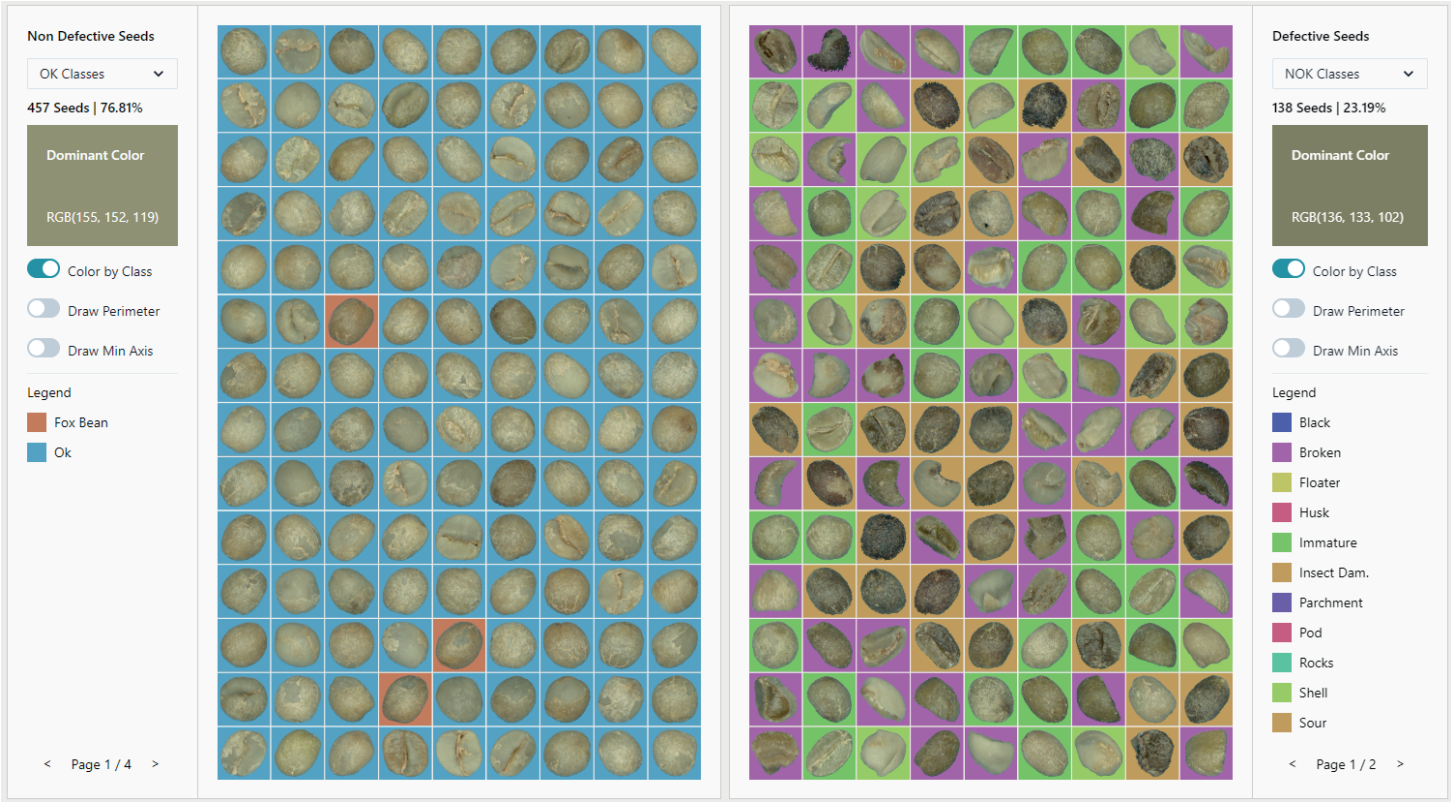 Non Defective Seeds
OK Classes
457 Seeds | 76.81%
Dominant Color
RGB(155, 152, 119)
Color by Class
Draw Perimeter
Draw Min Axis
Legend
Fox Bean
Ok
< Page 1 / 4 >
Defective Seeds
NOK Classes
138 Seeds | 23.19%
Dominant Color
RGB(136, 133, 102)
Color by Class
Draw Perimeter
Draw Min Axis
Legend
Black
Broken
Floater
Husk
Immature
Insect Dam.
Parchment
Pod
Rocks
Shell
Sour
< Page 1 / 2 >